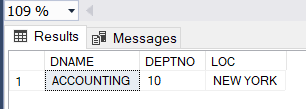 109 %
Results Messages
DNAME DEPTNO LOC
1 ACCOUNTING 10 NEW YORK